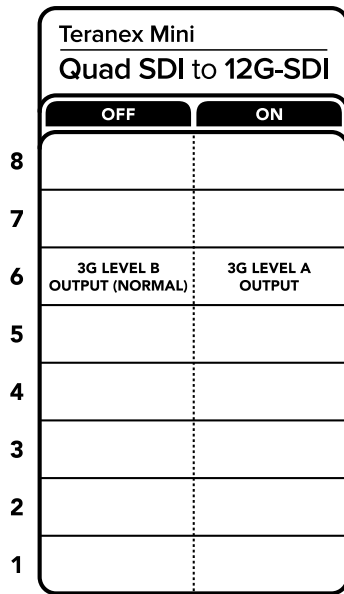 Teranex Mini
Quad SDI to 12G-SDI
OFF ON
8
7
6 3G LEVEL B OUTPUT (NORMAL) 3G LEVEL A OUTPUT
5
4
3
2
1